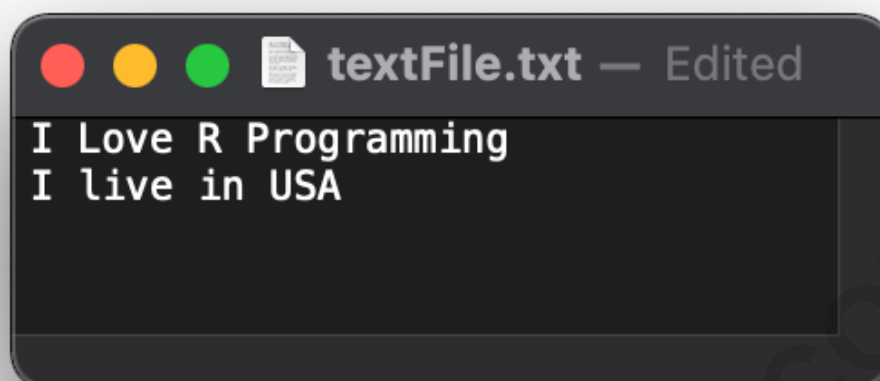 textFile.txt — Edited
I Love R Programming
I live in USA